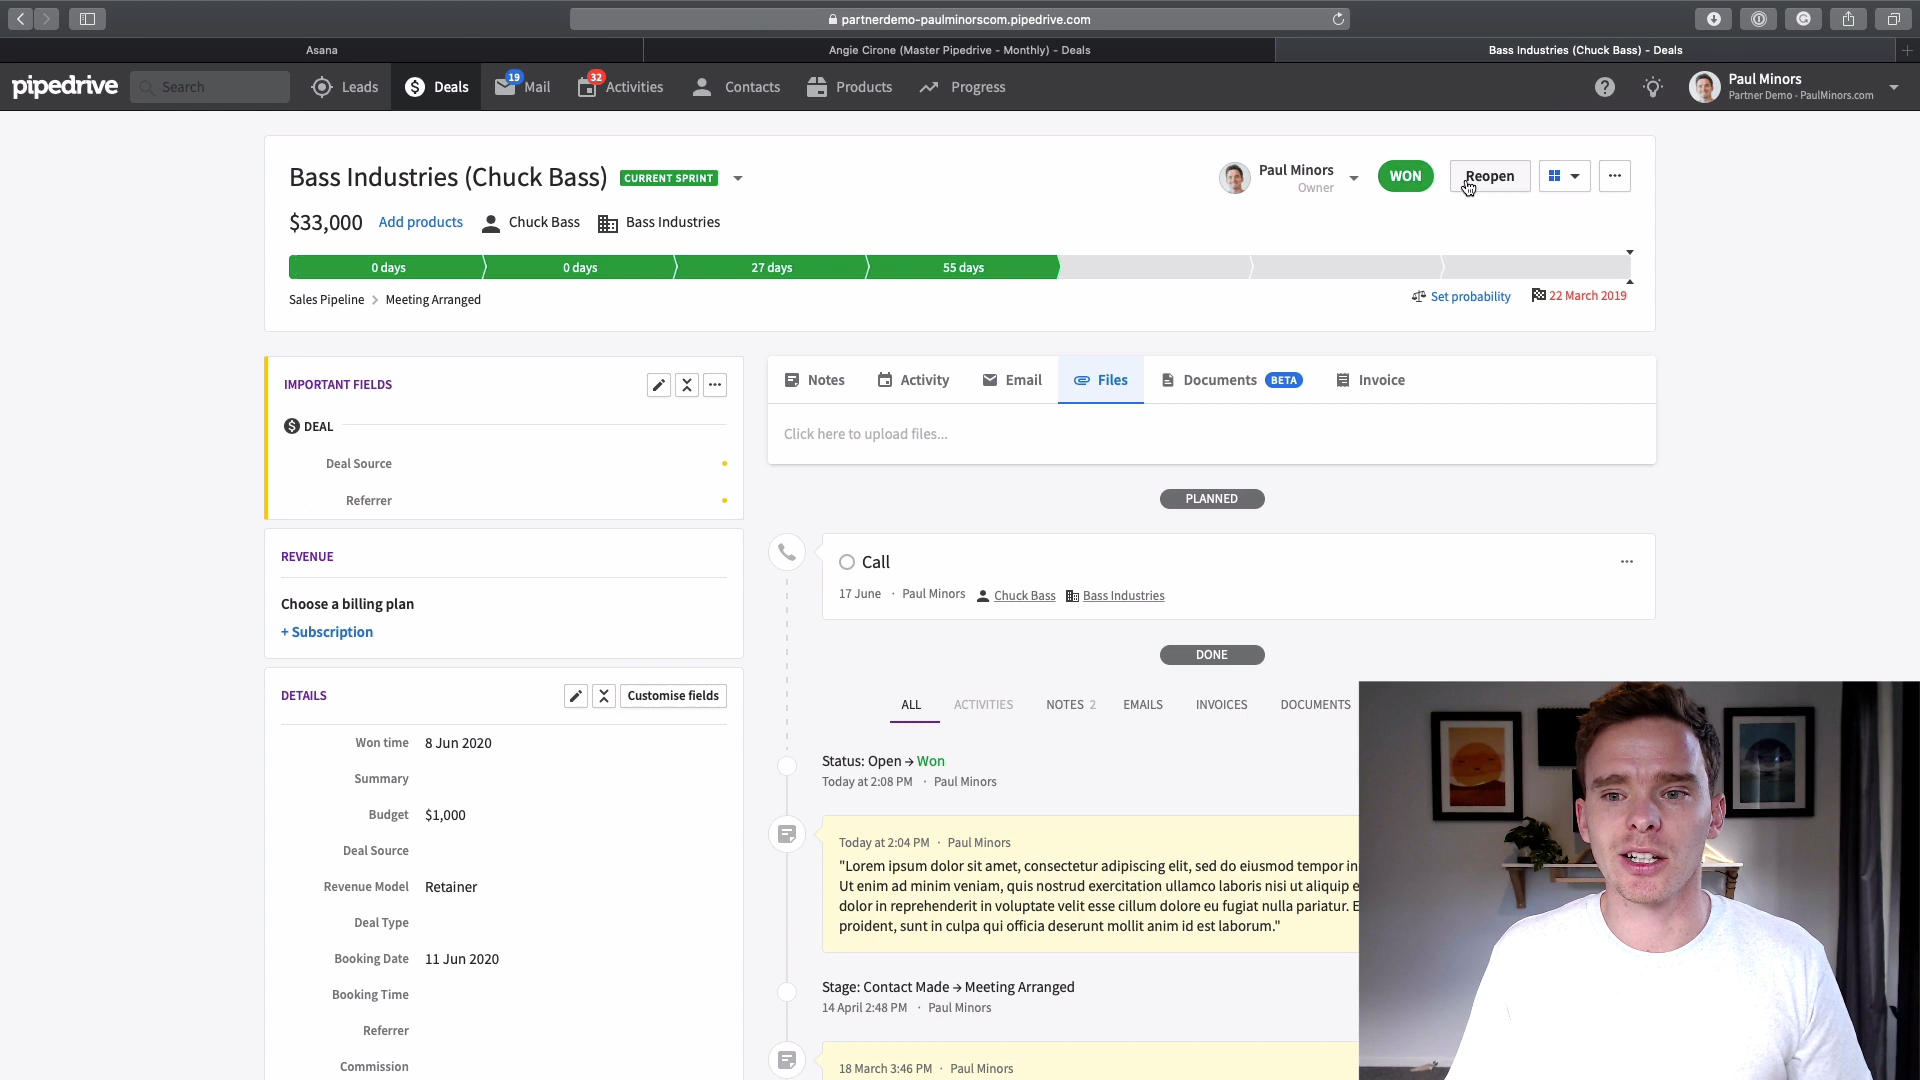 partnerdemo-paulminorscom.pipedrive.com
Asana
Angie Cirone (Master Pipedrive - Monthly) - Deals
Bass Industries (Chuck Bass) - Deals
pipedrive
Search
Leads
Deals
19
Mail
32
Activities
Contacts
Products
Progress
Paul Minors
Partner Demo - PaulMinors.com
Bass Industries (Chuck Bass)
CURRENT SPRINT
Paul Minors
Owner
WON
Reopen
$33,000
Add products
Chuck Bass
Bass Industries
0 days
0 days
27 days
55 days
Sales Pipeline > Meeting Arranged
Set probability
22 March 2019
IMPORTANT FIELDS
DEAL
Deal Source
Referrer
REVENUE
Choose a billing plan
+ Subscription
DETAILS
Customise fields
Won time 8 Jun 2020
Summary
Budget $1,000
Deal Source
Revenue Model Retainer
Deal Type
Booking Date 11 Jun 2020
Booking Time
Referrer
Commission
Notes
Activity
Email
Files
Documents BETA
Invoice
Click here to upload files...
PLANNED
Call
17 June · Paul Minors Chuck Bass Bass Industries
DONE
ALL
ACTIVITIES
NOTES 2
EMAILS
INVOICES
DOCUMENTS
Status: Open → Won
Today at 2:08 PM · Paul Minors
Today at 2:04 PM · Paul Minors
"Lorem ipsum dolor sit amet, consectetur adipiscing elit, sed do eiusmod tempor in
Ut enim ad minim veniam, quis nostrud exercitation ullamco laboris nisi ut aliquip e
dolor in reprehenderit in voluptate velit esse cillum dolore eu fugiat nulla pariatur. E
proident, sunt in culpa qui officia deserunt mollit anim id est laborum."
Stage: Contact Made → Meeting Arranged
14 April 2:48 PM · Paul Minors
18 March 3:46 PM · Paul Minors